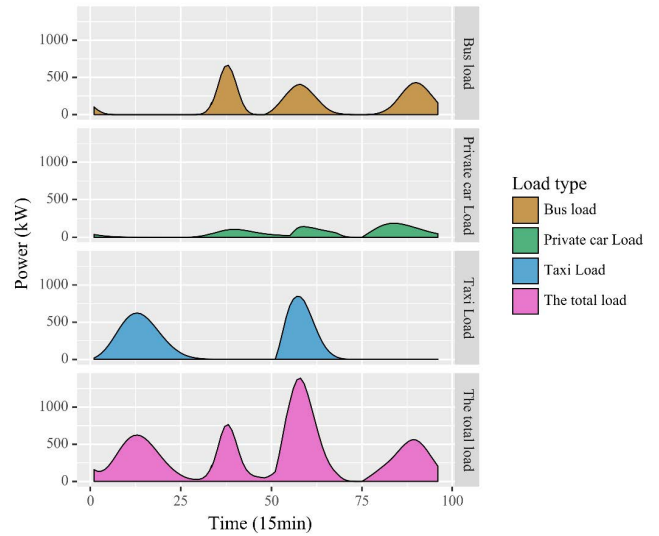 1000
500
0
Bus load
1000
500
0
Private car Load
1000
500
0
Taxi Load
1000
500
0
The total load
0 25 50 75 100
Time (15min)
Power (kW)
Load type
Bus load
Private car Load
Taxi Load
The total load